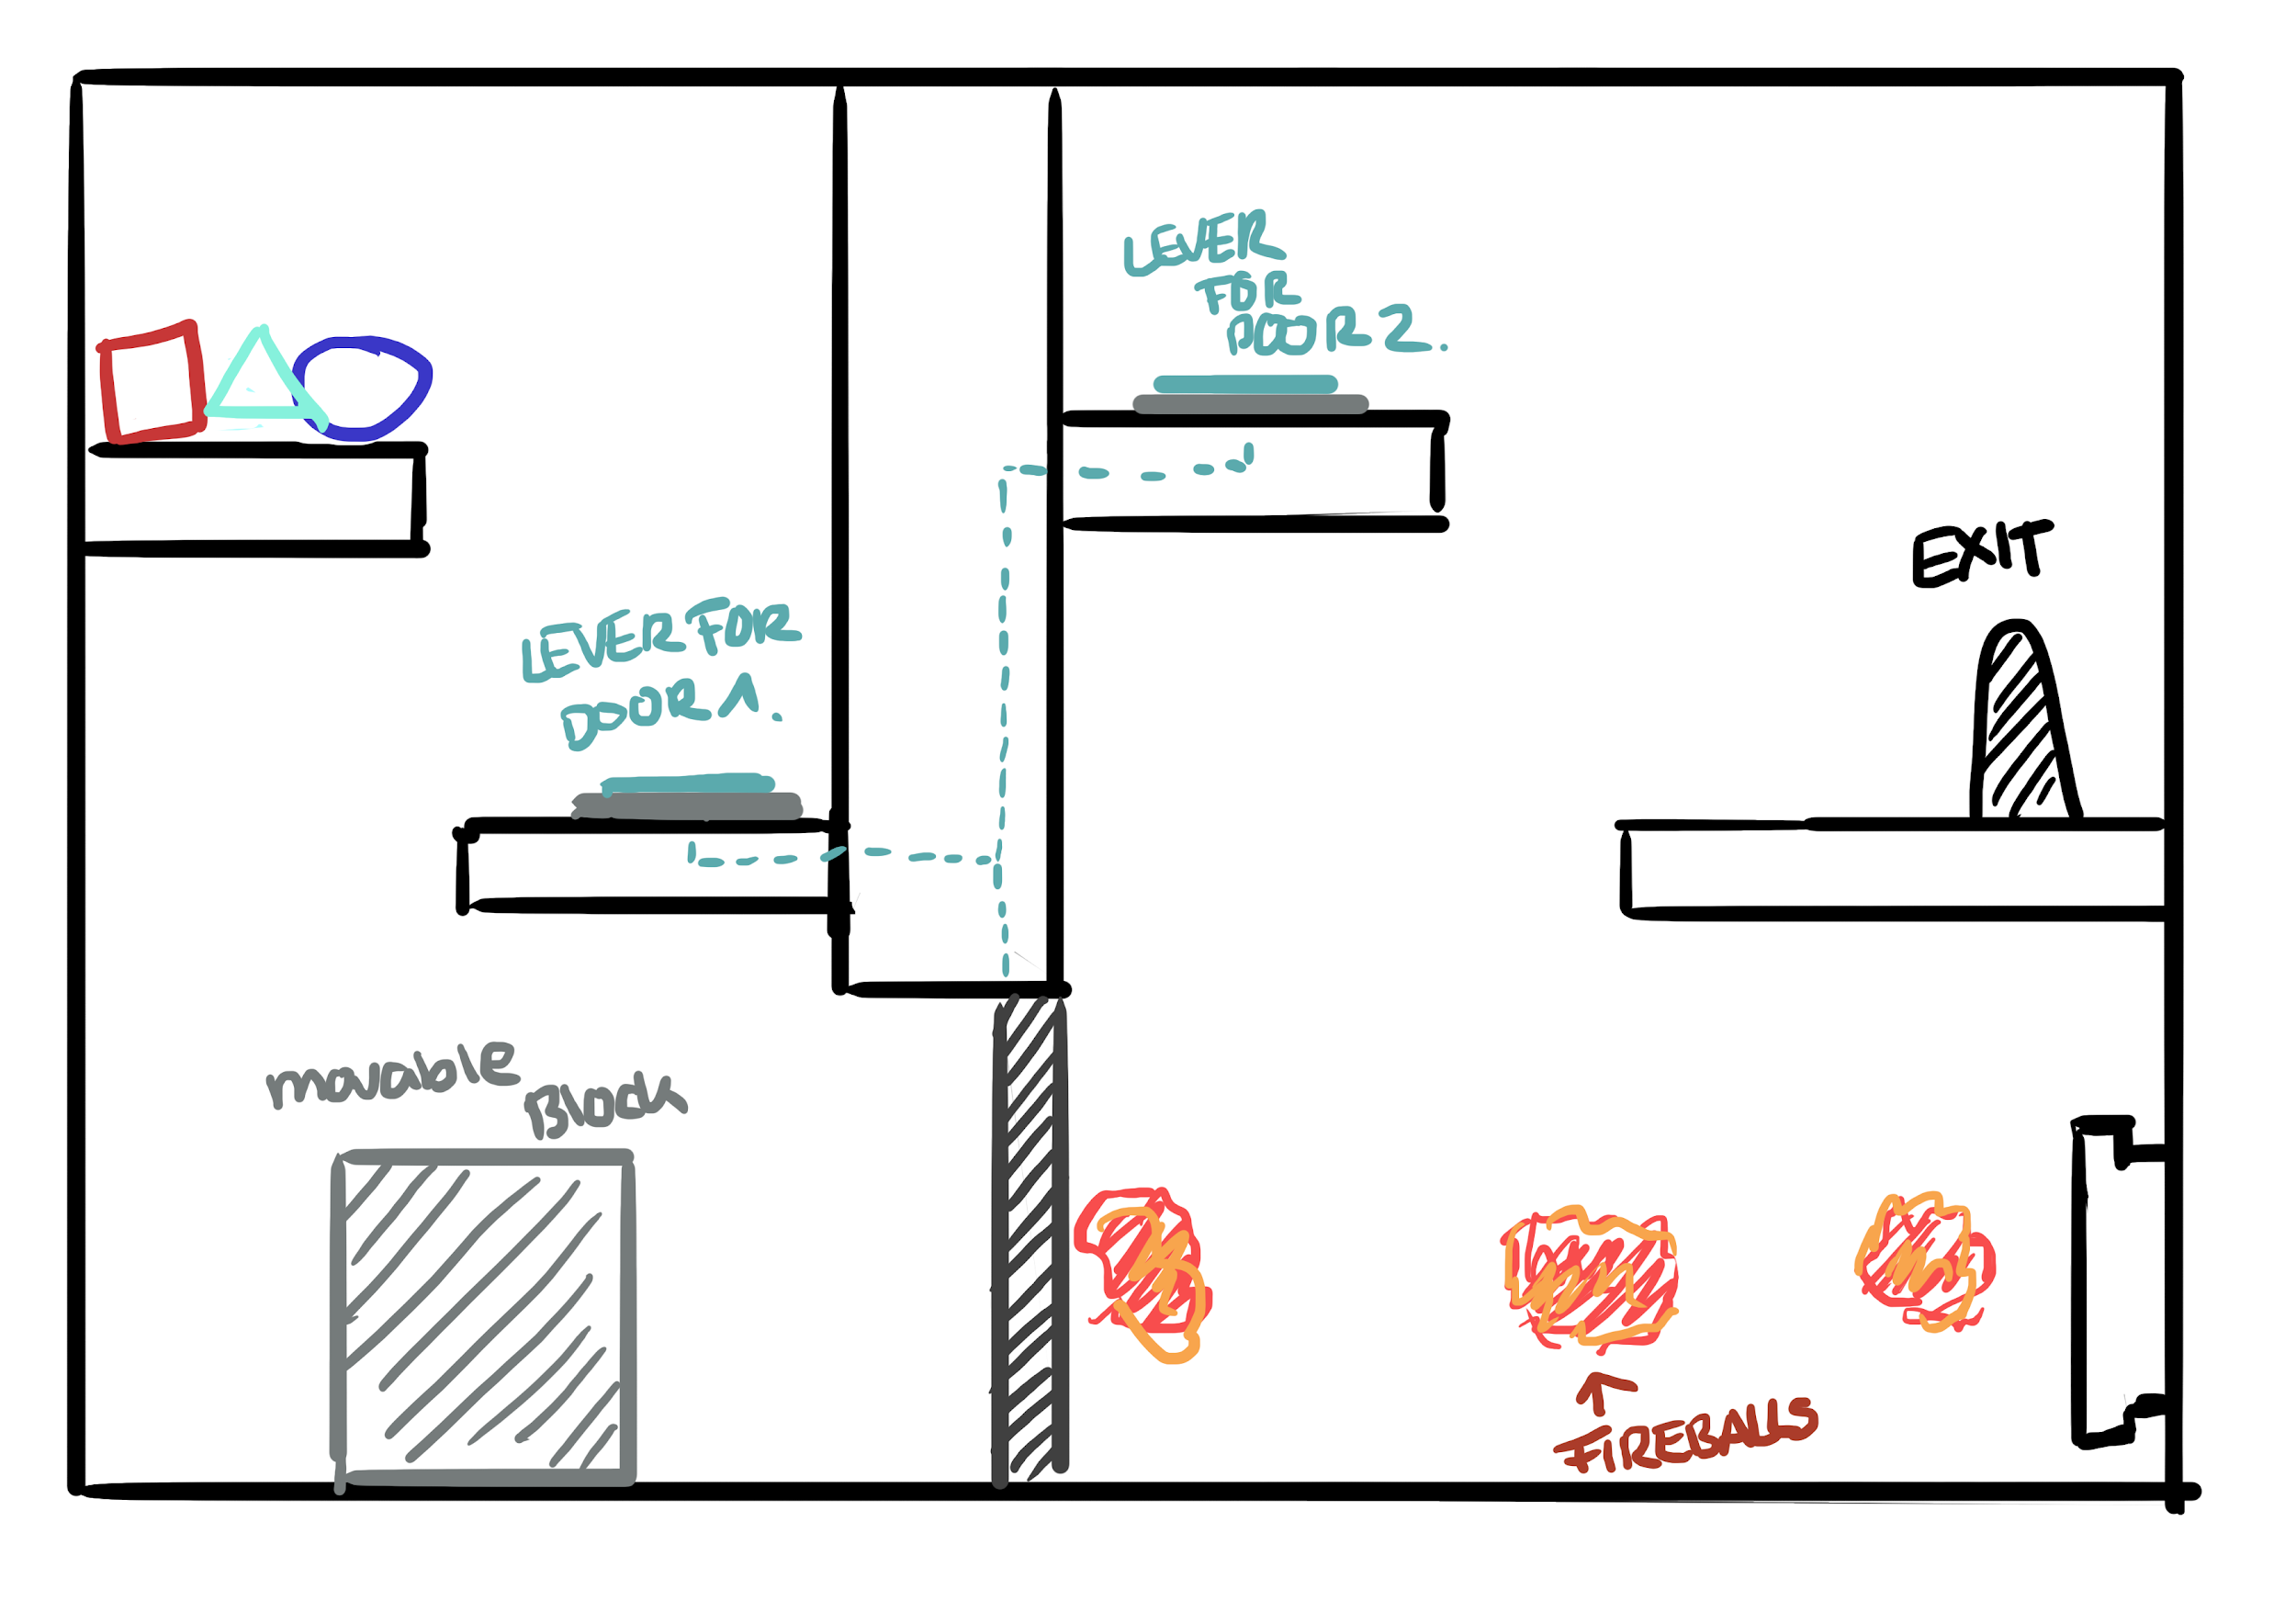 LEVER
FOR
DOOR 2.
EXIT
LEVER FOR
DOOR 1.
movable
Block
FIREBALLS